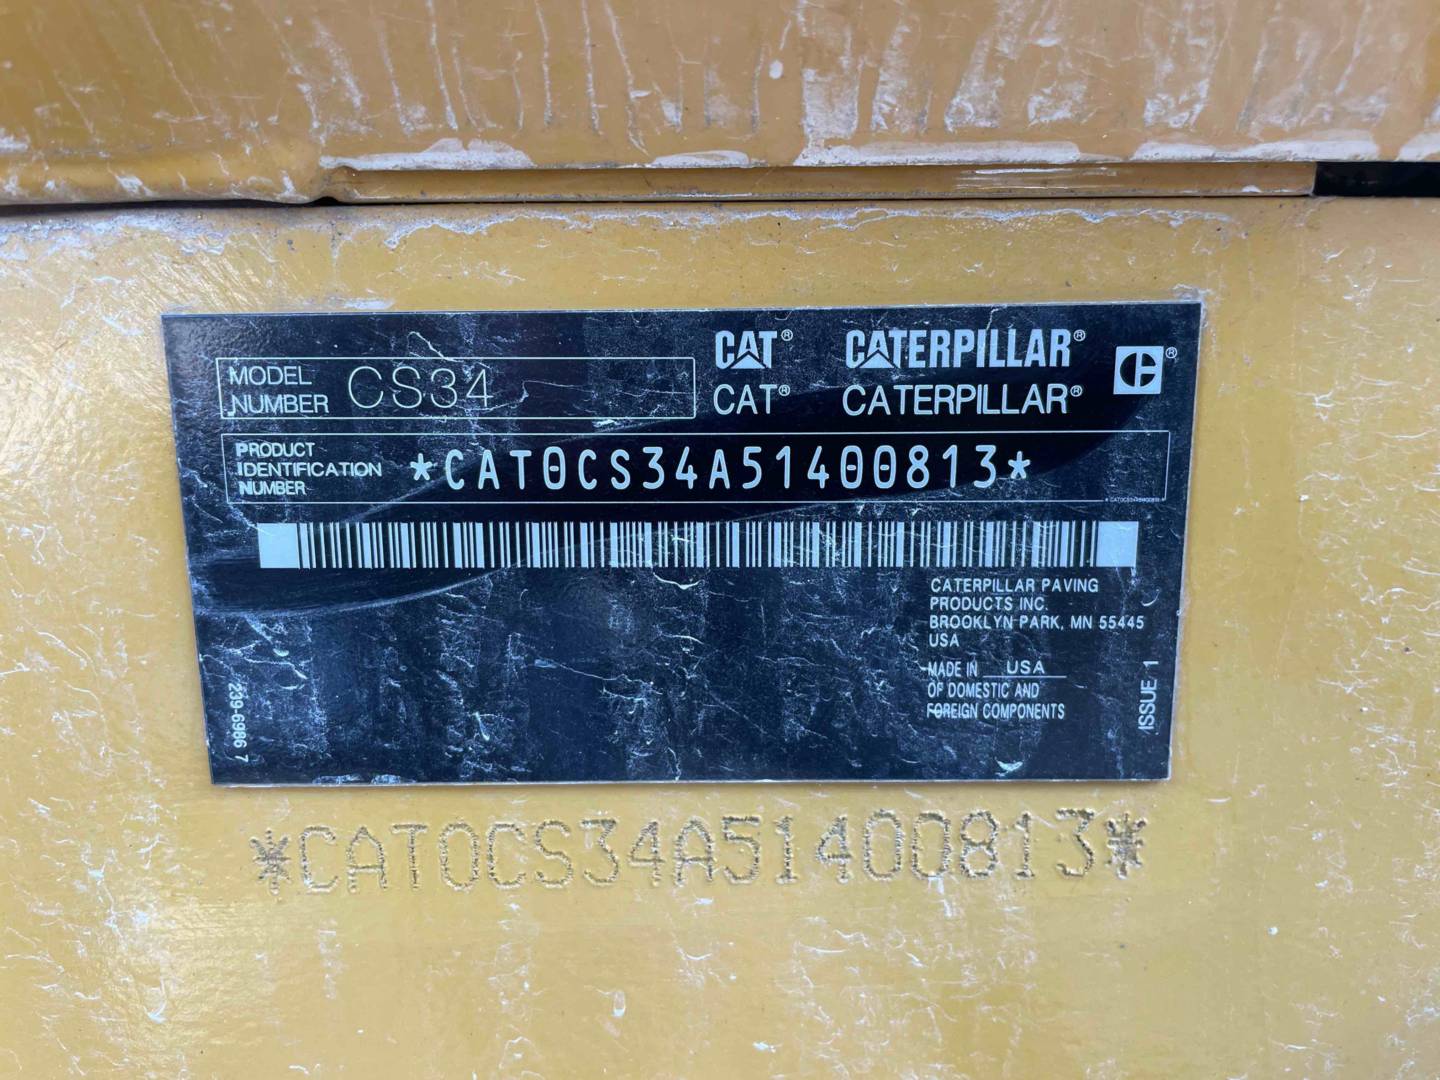 CAT® CATERPILLAR®
CAT® CATERPILLAR®
MODEL
NUMBER CS34
PRODUCT
IDENTIFICATION
NUMBER
*CAT0CS34A51400813*
CATERPILLAR PAVING
PRODUCTS INC.
BROOKLYN PARK, MN 55445
USA
MADE IN USA
OF DOMESTIC AND
FOREIGN COMPONENTS
ISSUE 1
239-6986 7
*CAT0CS34A51400813*